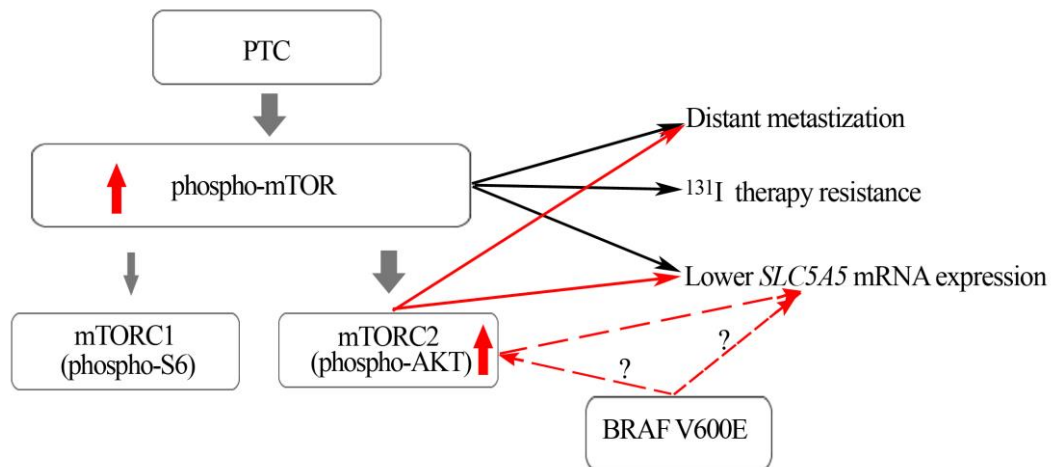 PTC
phospho-mTOR
Distant metastization
¹³¹I therapy resistance
Lower SLC5A5 mRNA expression
mTORC1
(phospho-S6)
mTORC2
(phospho-AKT)
?
?
BRAF V600E